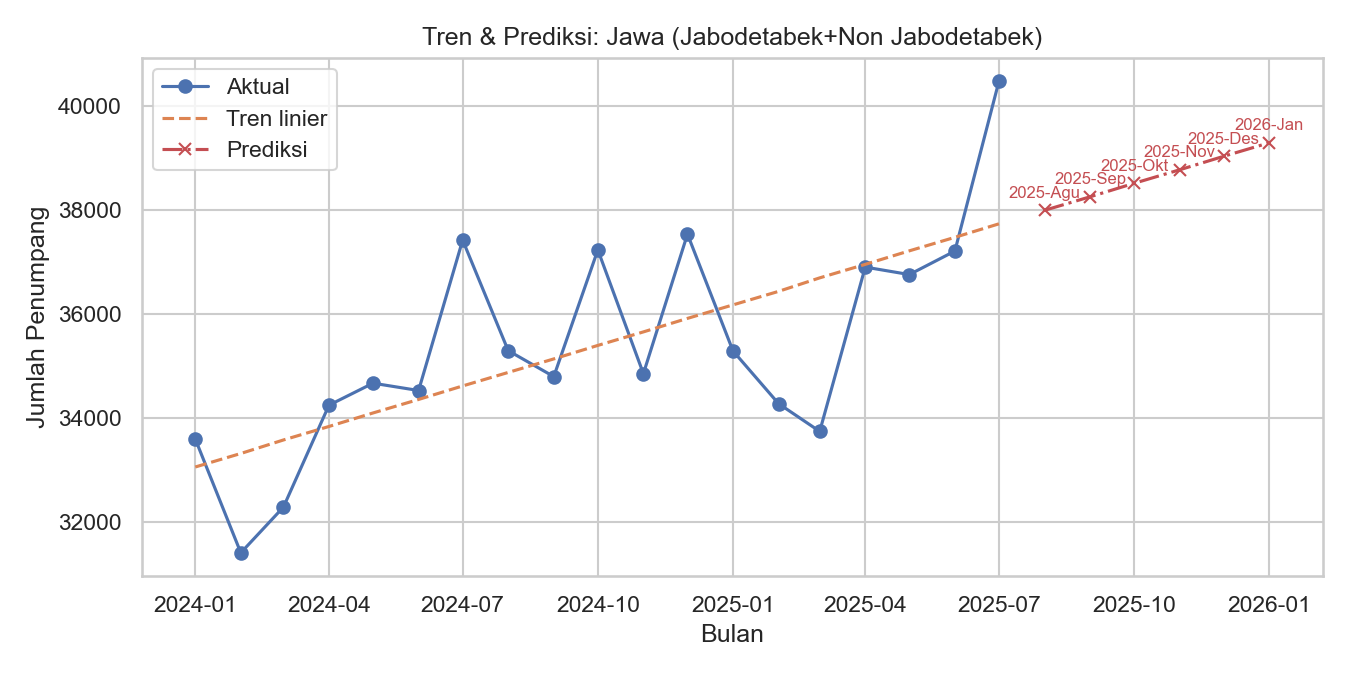 Tren & Prediksi: Jawa (Jabodetabek+Non Jabodetabek)
Aktual
Tren linier
Prediksi
Jumlah Penumpang
40000
38000
36000
34000
32000
2025-Agu
2025-Sep
2025-Okt
2025-Nov
2025-Des
2026-Jan
2024-01
2024-04
2024-07
2024-10
2025-01
2025-04
2025-07
2025-10
2026-01
Bulan